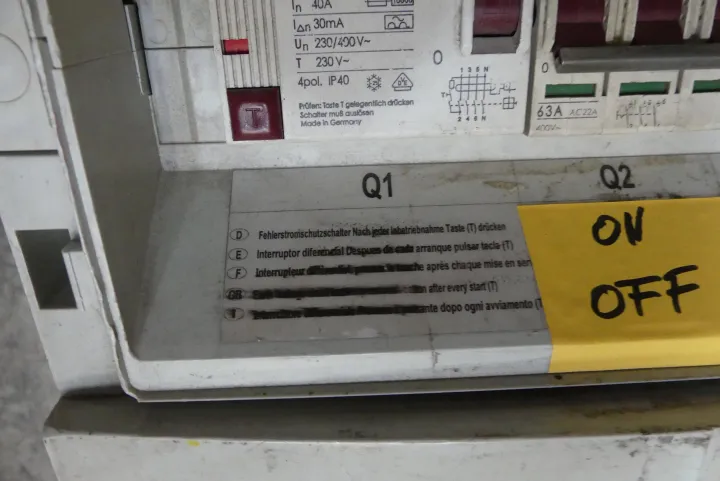 In 40A
I∆n 30mA
Un 230/400V~
T 230V~
4pol. IP40
Prüfen: Taste T gelegentlich drücken
Schalter muß auslösen
Made in Germany
T
0
1 3 5 N
2 4 6 N
0
63A AC22A
400V~
Q1
Q2
D Fehlerstromschutzschalter Nach jeder Inbetriebnahme Taste (T) drücken
E Interruptor diferencial Despues de cada arranque pulsar tecla (T)
F Interrupteur différentiel touche après chaque mise en ser
GB after every start (T)
I dopo ogni avviamento (T
ON
OFF